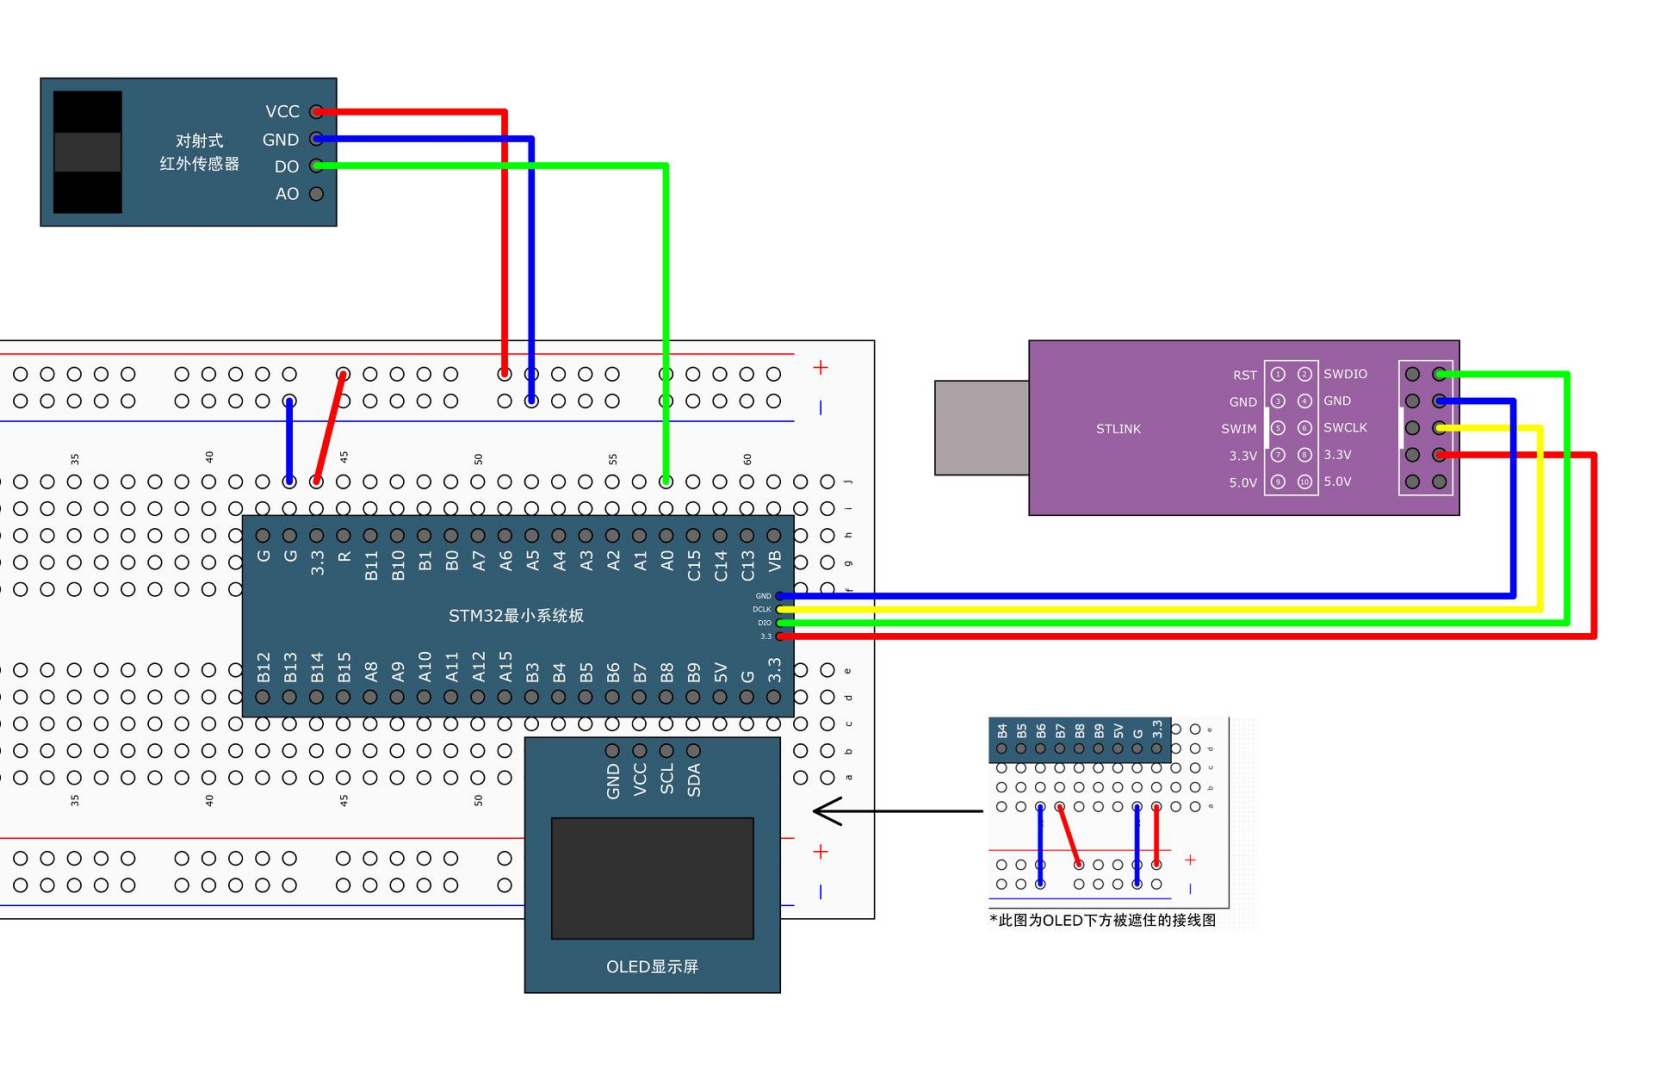 VCC
对射式
GND
红外传感器
DO
AO
+
—
35
40
45
50
55
60
j
i
h
g
f
G
G
3.3
R
B11
B10
B1
B0
A7
A6
A5
A4
A3
A2
A1
A0
C15
C14
C13
VB
GND
DCLK
DIO
3.3
STM32最小系统板
B12
B13
B14
B15
A8
A9
A10
A11
A12
A15
B3
B4
B5
B6
B7
B8
B9
5V
G
3.3
e
d
c
b
a
35
40
45
50
GND
VCC
SCL
SDA
+
—
OLED显示屏
STLINK
RST 1 2 SWDIO
GND 3 4 GND
SWIM 5 6 SWCLK
3.3V 7 8 3.3V
5.0V 9 10 5.0V
B4
B5
B6
B7
B8
B9
5V
G
3.3
e
d
c
b
a
+
—
*此图为OLED下方被遮住的接线图